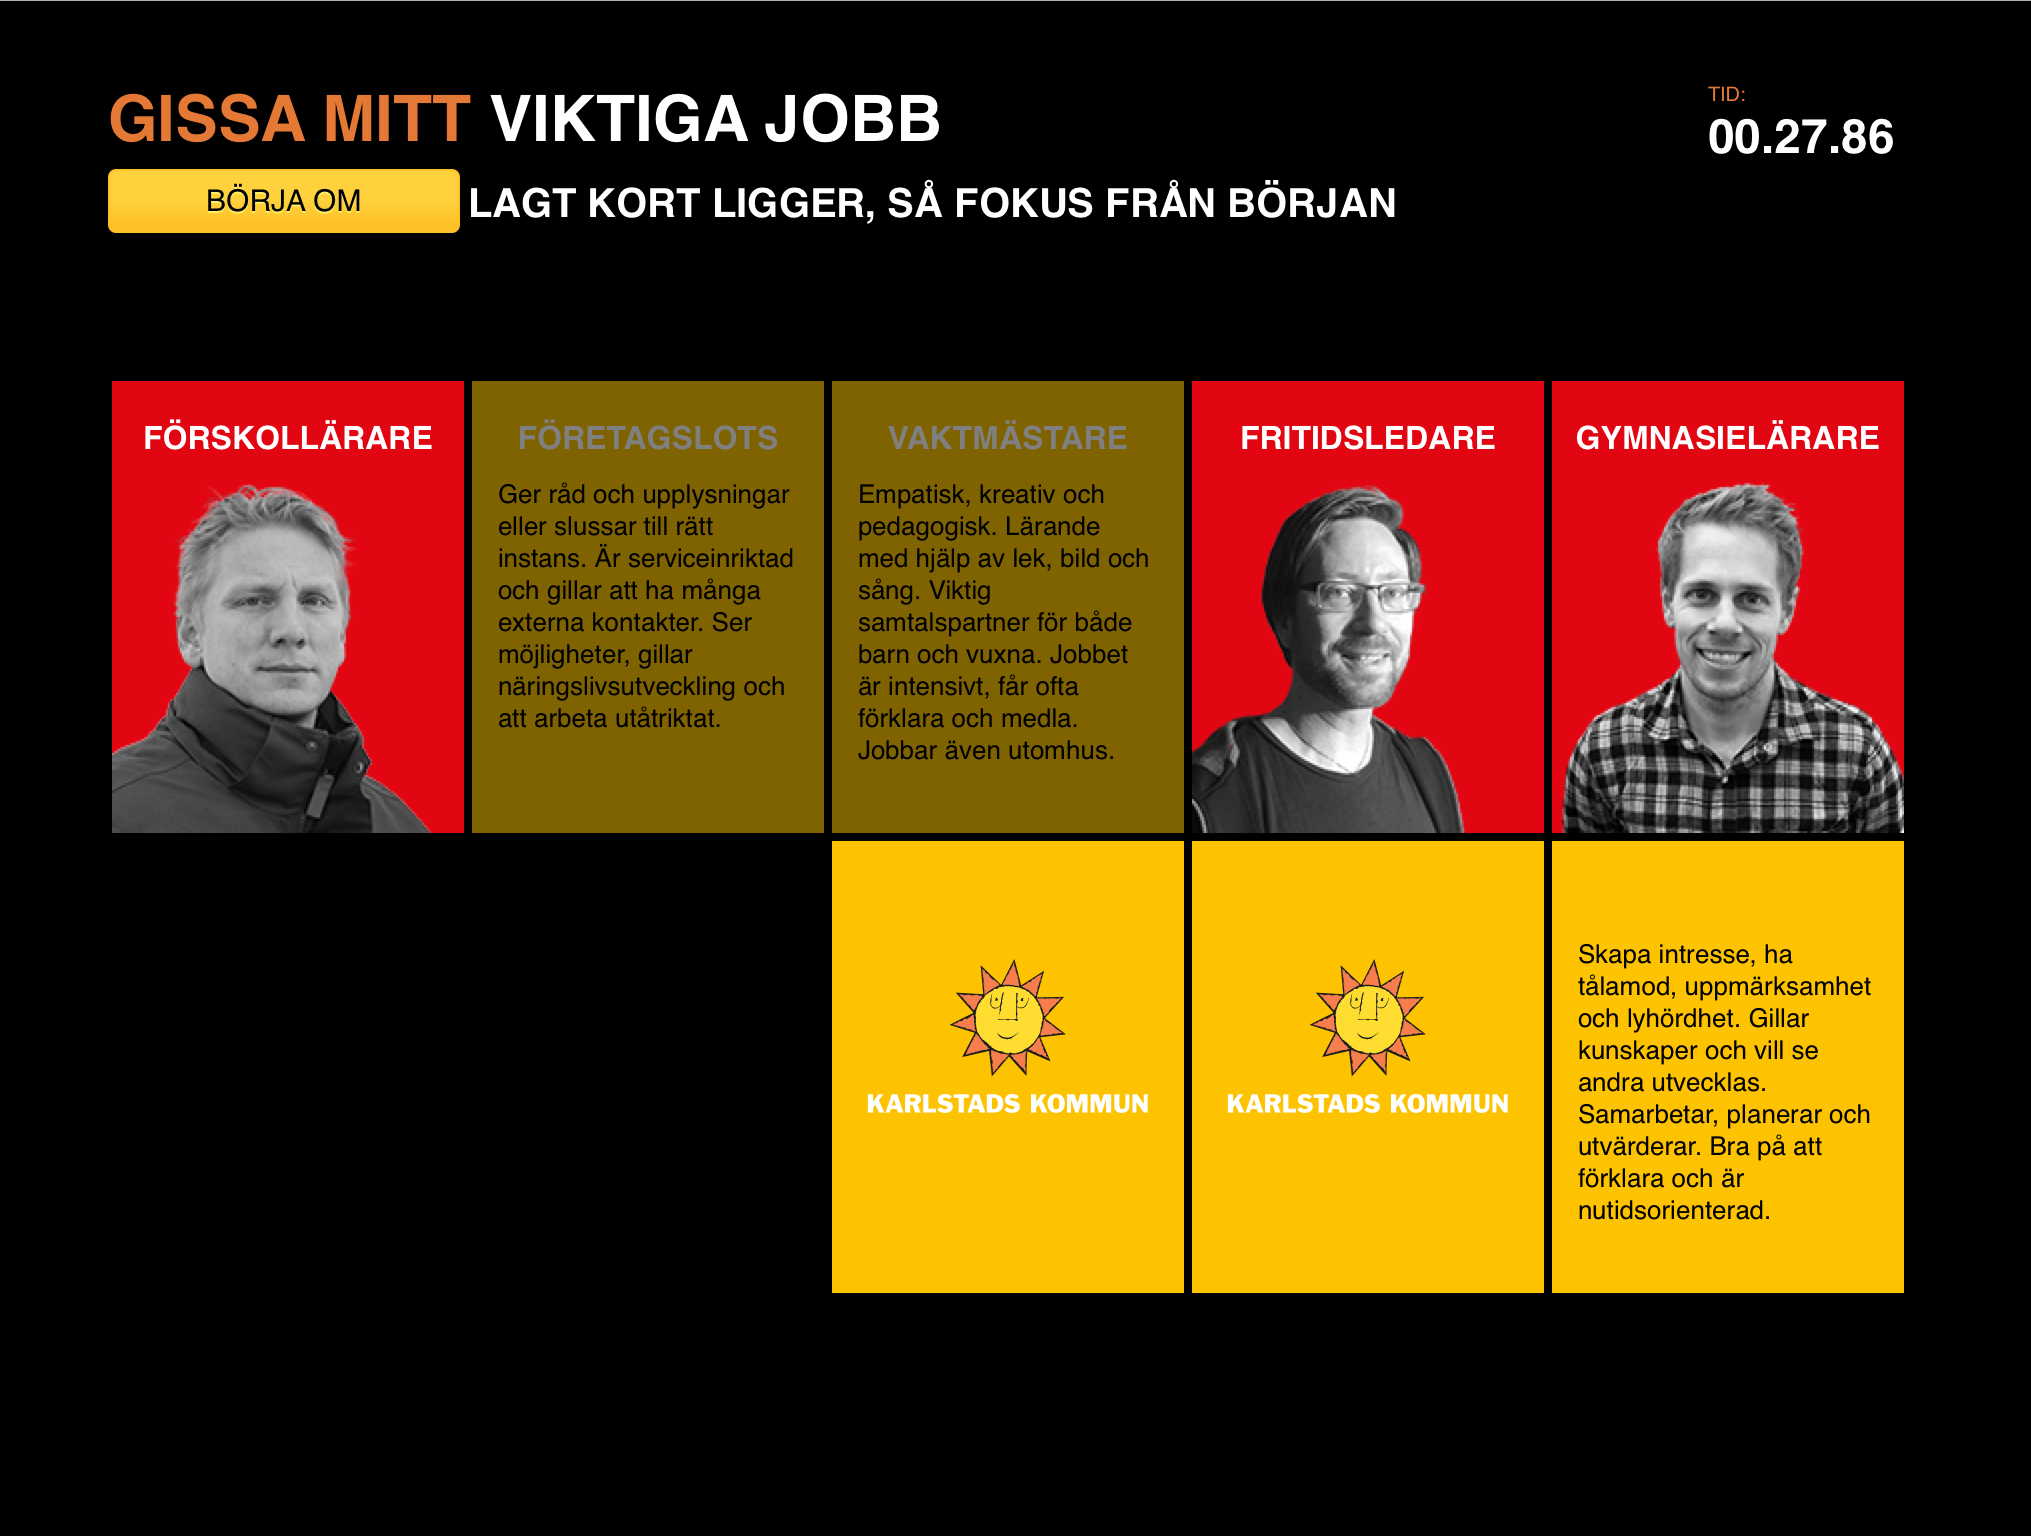 GISSA MITT VIKTIGA JOBB
TID:
00.27.86
BÖRJA OM
LAGT KORT LIGGER, SÅ FOKUS FRÅN BÖRJAN
FÖRSKOLLÄRARE
FÖRETAGSLOTS
Ger råd och upplysningar
eller slussar till rätt
instans. Är serviceinriktad
och gillar att ha många
externa kontakter. Ser
möjligheter, gillar
näringslivsutveckling och
att arbeta utåtriktat.
VAKTMÄSTARE
Empatisk, kreativ och
pedagogisk. Lärande
med hjälp av lek, bild och
sång. Viktig
samtalspartner för både
barn och vuxna. Jobbet
är intensivt, får ofta
förklara och medla.
Jobbar även utomhus.
FRITIDSLEDARE
GYMNASIELÄRARE
KARLSTADS KOMMUN
KARLSTADS KOMMUN
Skapa intresse, ha
tålamod, uppmärksamhet
och lyhördhet. Gillar
kunskaper och vill se
andra utvecklas.
Samarbetar, planerar och
utvärderar. Bra på att
förklara och är
nutidsorienterad.